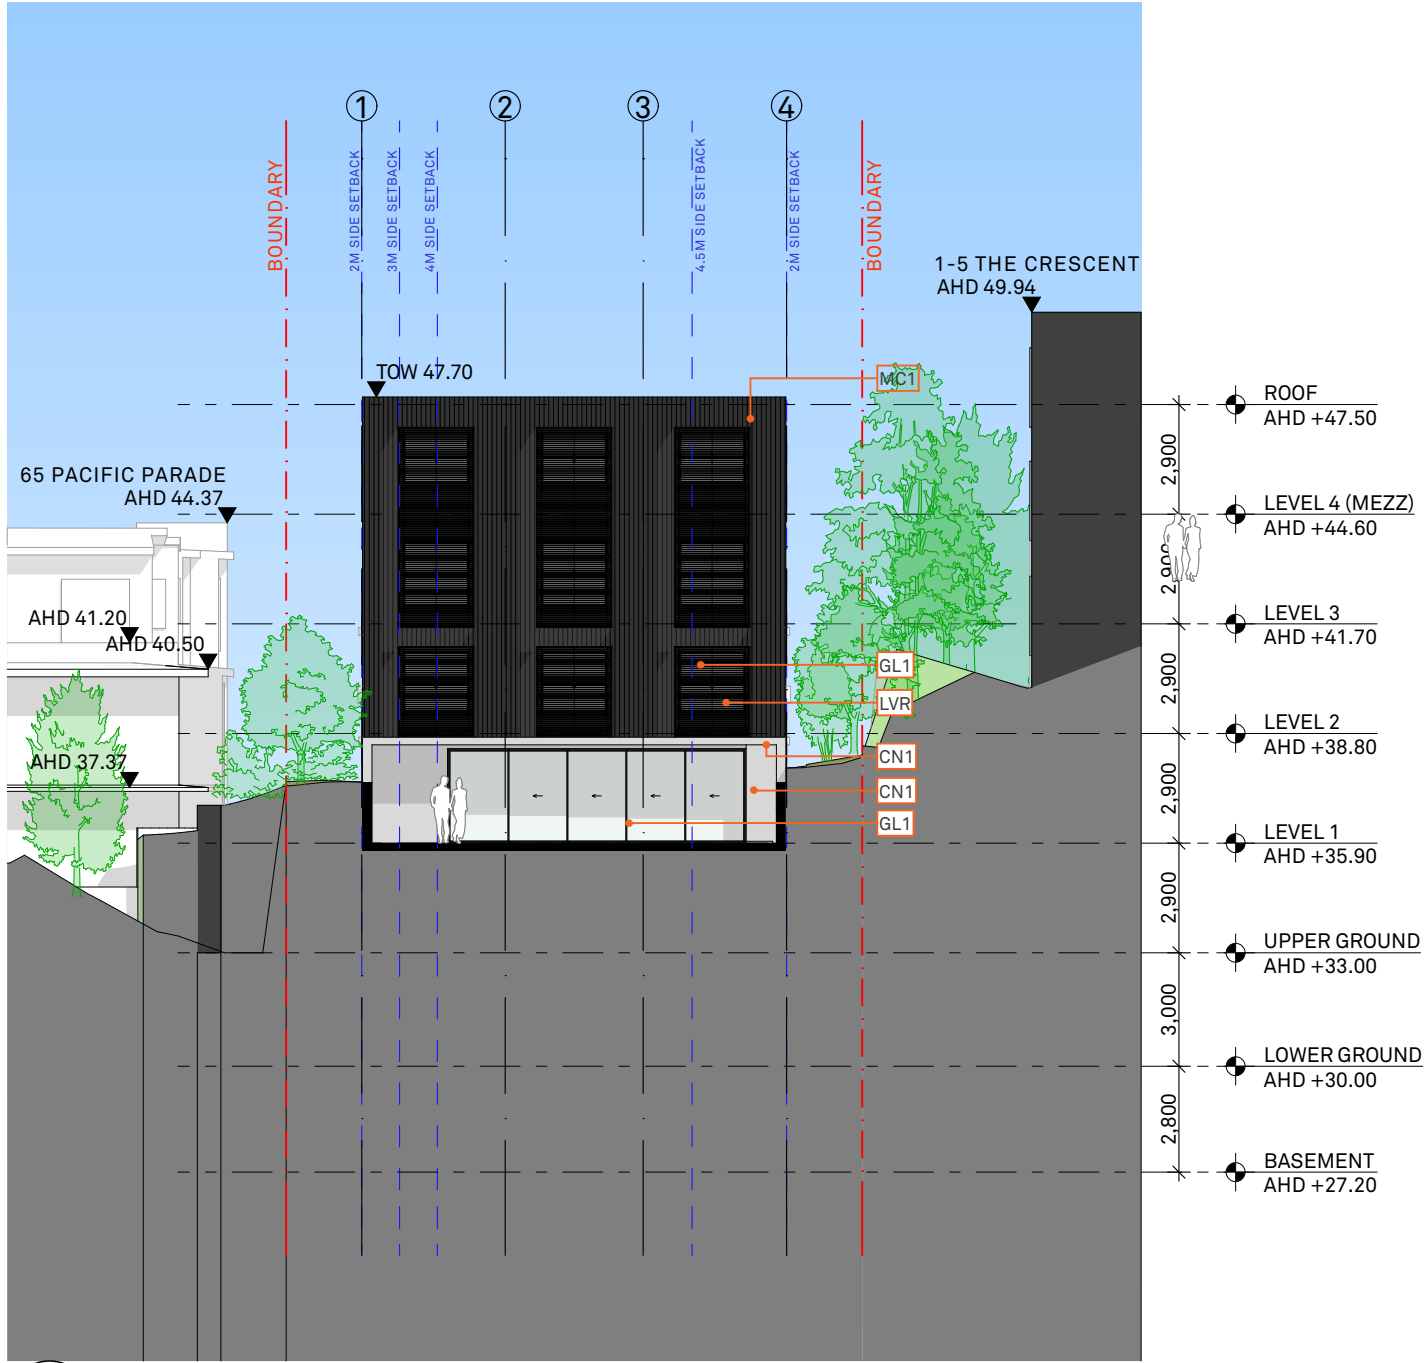 1
2
3
4
BOUNDARY
2M SIDE SETBACK
3M SIDE SETBACK
4M SIDE SETBACK
4.5M SIDE SETBACK
2M SIDE SETBACK
BOUNDARY
1-5 THE CRESCENT
AHD 49.94
TOW 47.70
MC1
65 PACIFIC PARADE
AHD 44.37
AHD 41.20
AHD 40.50
AHD 37.37
GL1
LVR
CN1
CN1
GL1
ROOF
AHD +47.50
2,900
LEVEL 4 (MEZZ)
AHD +44.60
2,900
LEVEL 3
AHD +41.70
2,900
LEVEL 2
AHD +38.80
2,900
LEVEL 1
AHD +35.90
2,900
UPPER GROUND
AHD +33.00
3,000
LOWER GROUND
AHD +30.00
2,800
BASEMENT
AHD +27.20